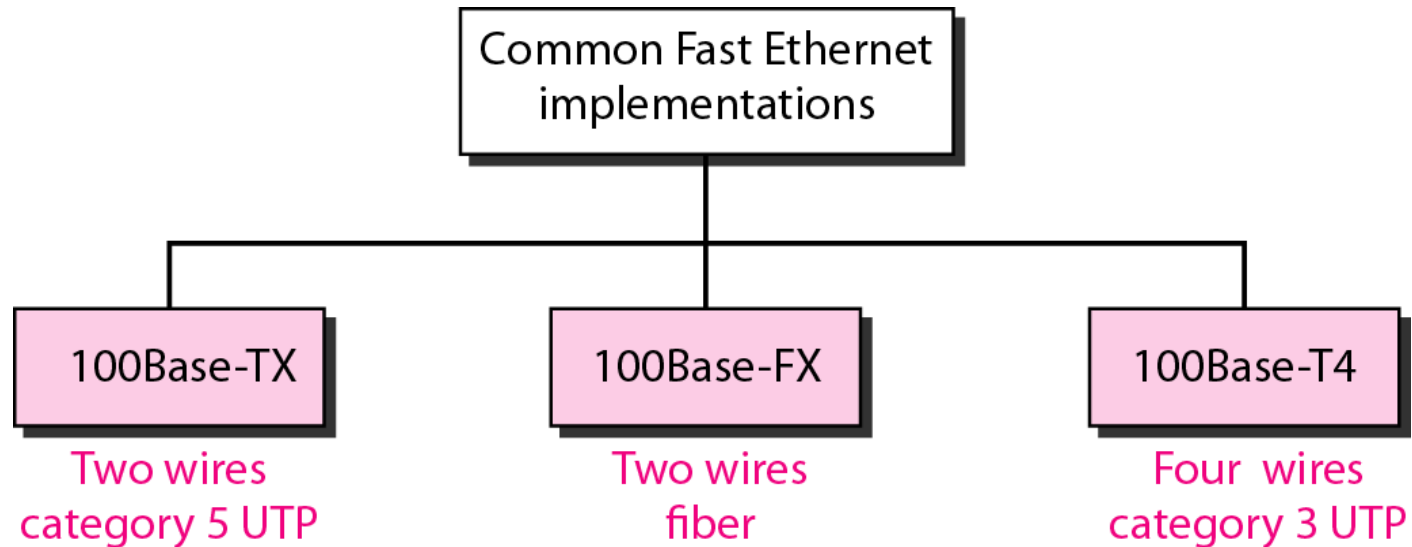 Common Fast Ethernet
implementations
100Base-TX
100Base-FX
100Base-T4
Two wires
category 5 UTP
Two wires
fiber
Four wires
category 3 UTP